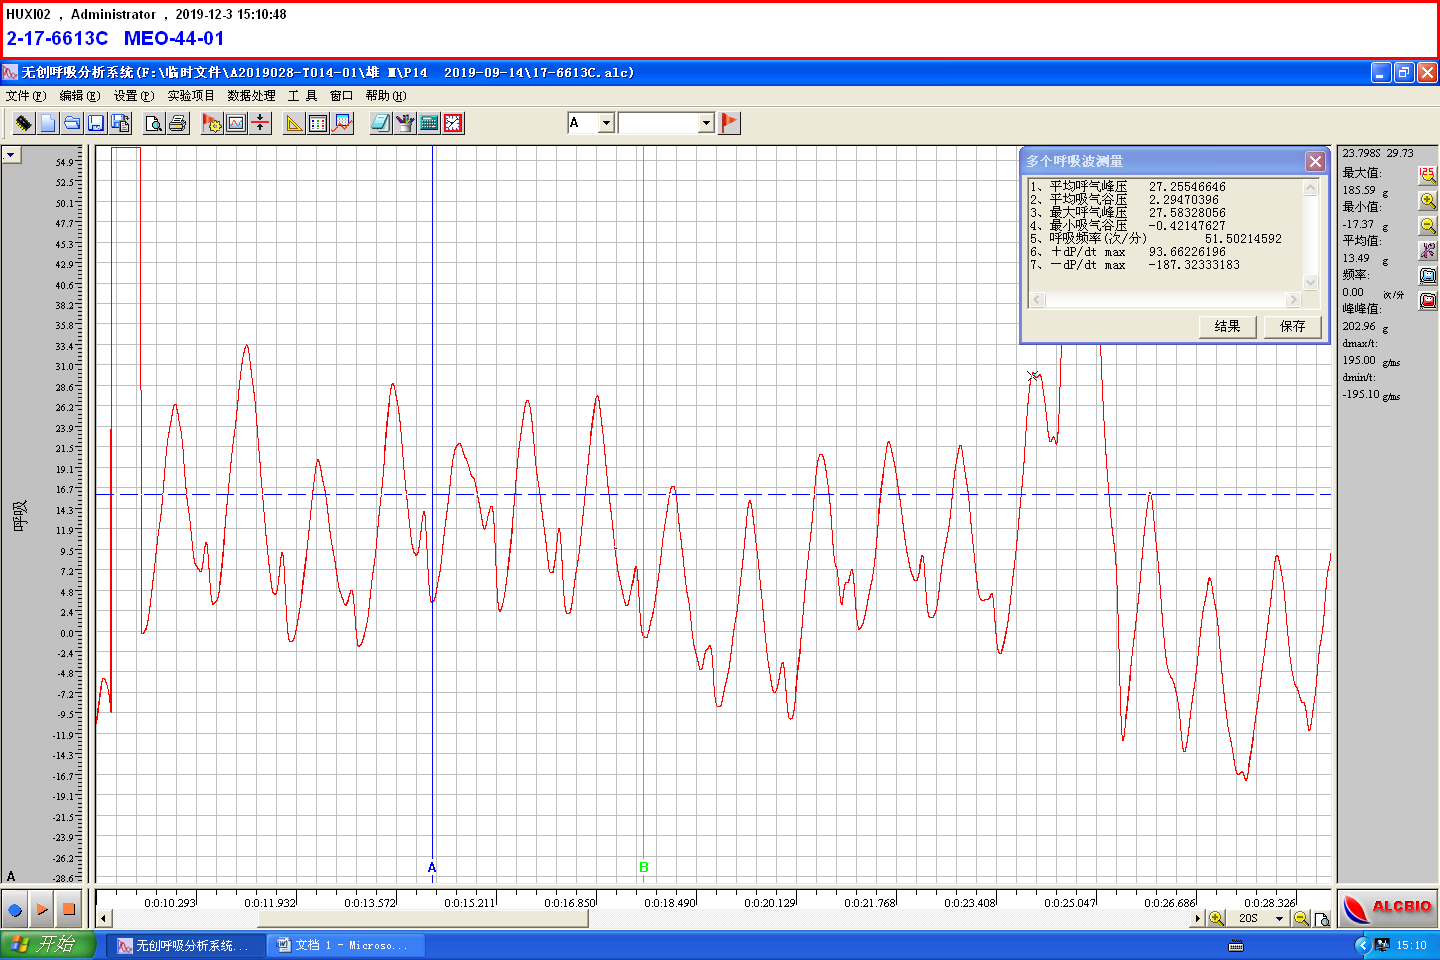 HUXI02 , Administrator , 2019-12-3 15:10:48
2-17-6613C MEO-44-01
无创呼吸分析系统(F:\临时文件\A2019028-T014-01\雄 M\P14 2019-09-14\17-6613C.alc)
文件(F) 编辑(E) 设置(P) 实验项目 数据处理 工具 窗口 帮助(H)
A
多个呼吸波测量
1、平均呼气峰压 27.25546646
2、平均吸气谷压 2.29470396
3、最大呼气峰压 27.58328056
4、最小吸气谷压 -0.42147627
5、呼吸频率(次/分) 51.50214592
6、＋dP/dt max 93.66226196
7、－dP/dt max -187.32333183
结果 保存
23.798S 29.73
最大值:
185.59 g
最小值:
-17.37 g
平均值:
13.49 g
频率:
0.00 次/分
峰峰值:
202.96 g
dmax/t:
195.00 g/ms
dmin/t:
-195.10 g/ms
125
54.9
52.5
50.1
47.7
45.3
42.9
40.6
38.2
35.8
33.4
31.0
28.6
26.2
23.9
21.5
19.1
16.7
14.3
11.9
9.5
7.2
4.8
2.4
0.0
-2.4
-4.8
-7.2
-9.5
-11.9
-14.3
-16.7
-19.1
-21.5
-23.9
-26.2
-28.6
呼吸
A
A B
0:0:10.293 0:0:11.932 0:0:13.572 0:0:15.211 0:0:16.850 0:0:18.490 0:0:20.129 0:0:21.768 0:0:23.408 0:0:25.047 0:0:26.686 0:0:28.326
20S
ALCBIO
开始 无创呼吸分析系统... 文档 1 - Microso... 15:10